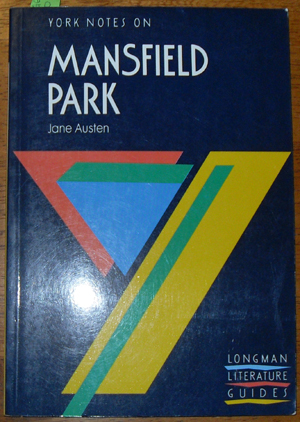 YORK NOTES ON
MANSFIELD
PARK
Jane Austen
LONGMAN
LITERATURE
GUIDES